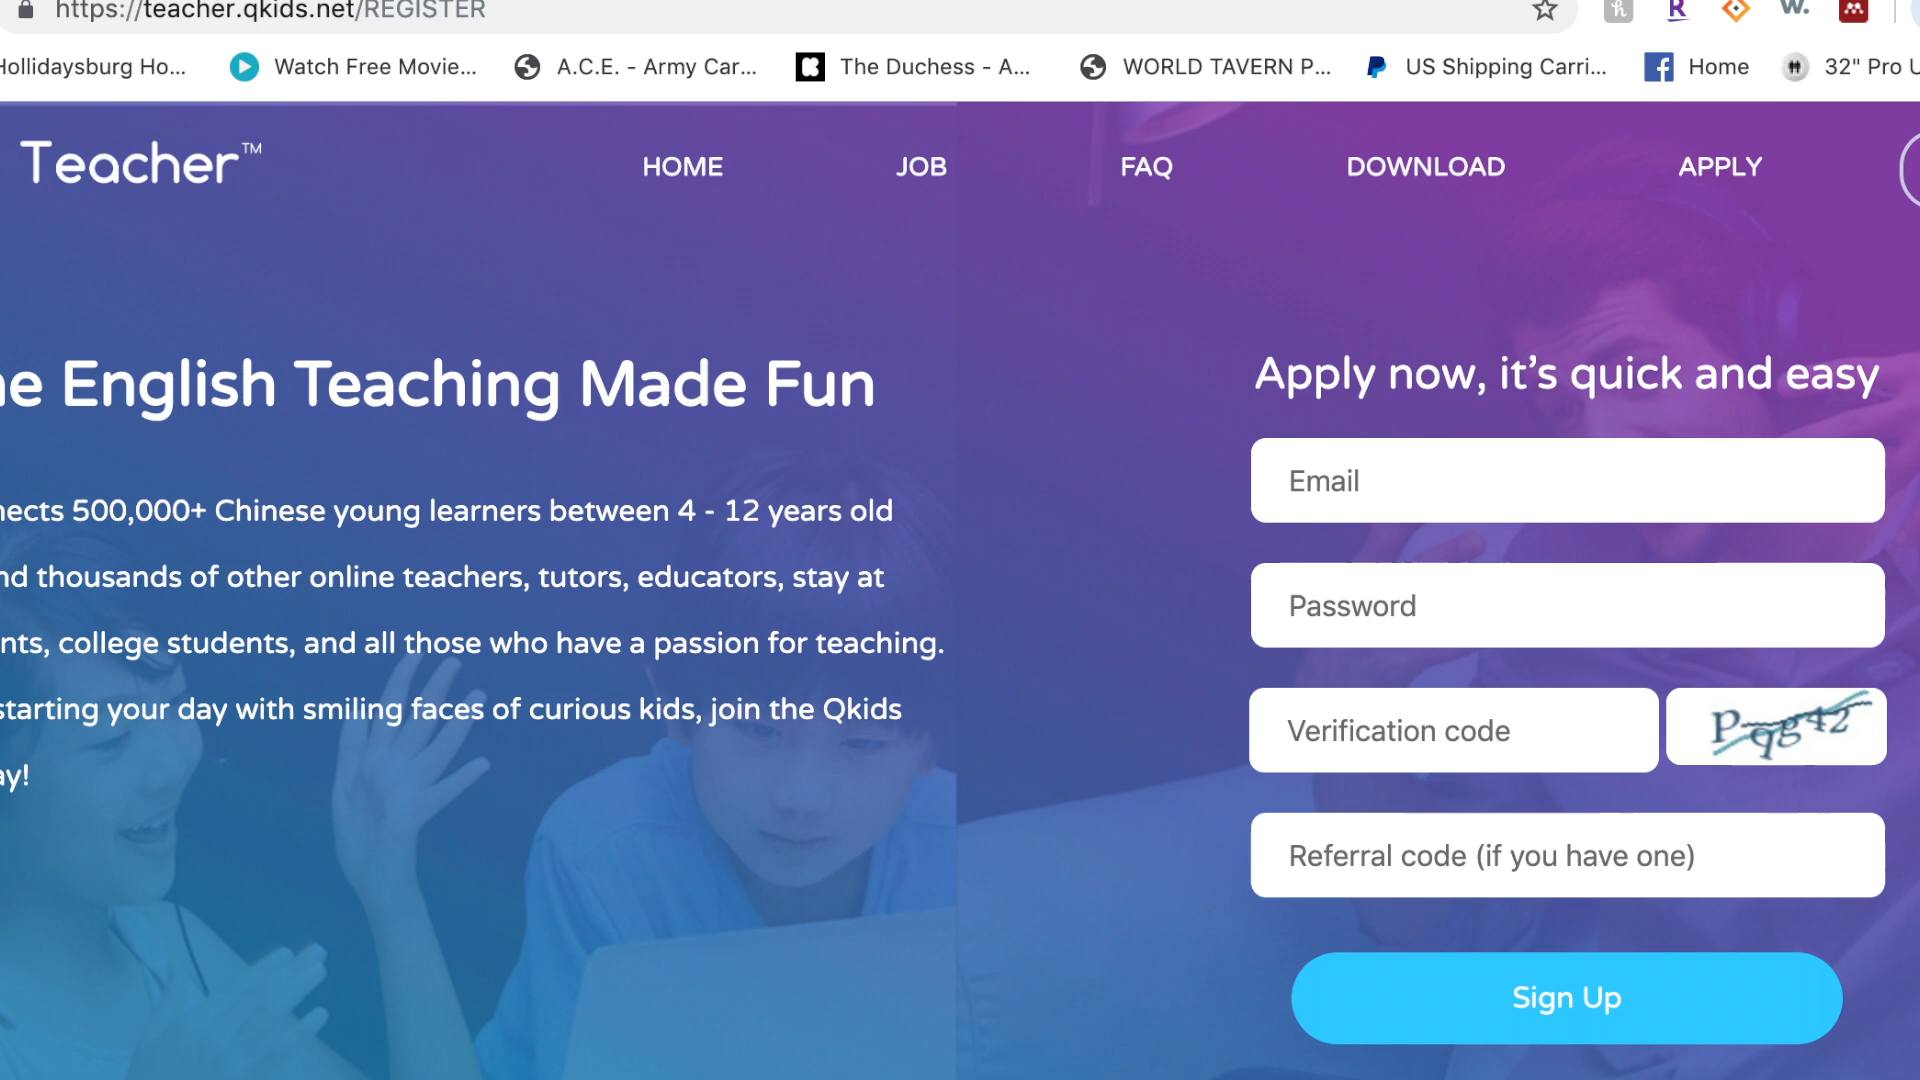 https://teacher.qkids.net/REGISTER
Hollidaysburg Ho...
Watch Free Movie...
A.C.E. - Army Car...
The Duchess - A...
WORLD TAVERN P...
US Shipping Carri...
Home
32" Pro U
Teacher™
HOME
JOB
FAQ
DOWNLOAD
APPLY
ne English Teaching Made Fun
nects 500,000+ Chinese young learners between 4 - 12 years old
nd thousands of other online teachers, tutors, educators, stay at
nts, college students, and all those who have a passion for teaching.
starting your day with smiling faces of curious kids, join the Qkids
ay!
Apply now, it's quick and easy
Email
Password
Verification code
Pqg42
Referral code (if you have one)
Sign Up